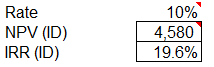 Rate 10%
NPV (ID) 4,580
IRR (ID) 19.6%